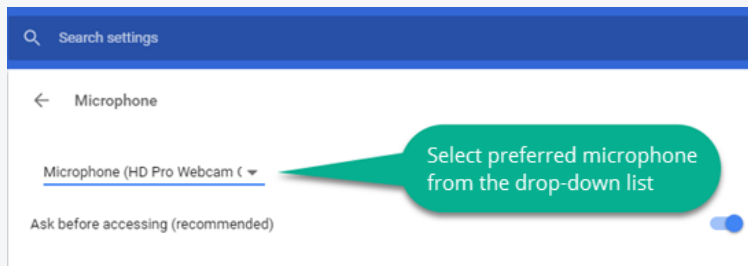 Search settings
Microphone
Microphone (HD Pro Webcam (
Select preferred microphone
from the drop-down list
Ask before accessing (recommended)